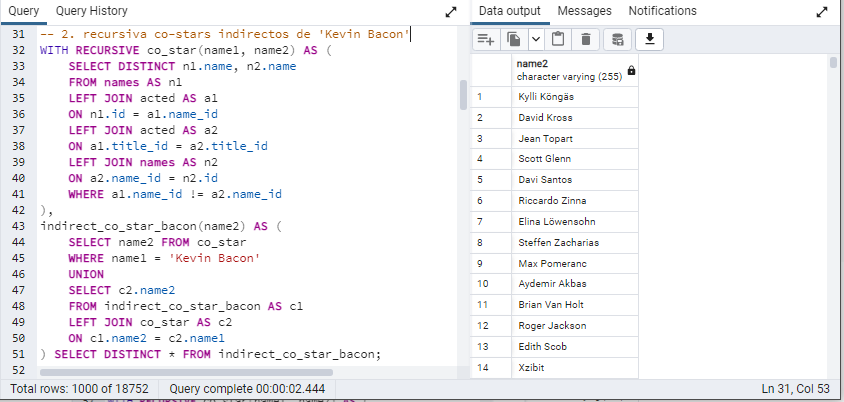 Query
Query History
31 -- 2. recursiva co-stars indirectos de 'Kevin Bacon'
32 WITH RECURSIVE co_star(name1, name2) AS (
33 SELECT DISTINCT n1.name, n2.name
34 FROM names AS n1
35 LEFT JOIN acted AS a1
36 ON n1.id = a1.name_id
37 LEFT JOIN acted AS a2
38 ON a1.title_id = a2.title_id
39 LEFT JOIN names AS n2
40 ON a2.name_id = n2.id
41 WHERE a1.name_id != a2.name_id
42 ),
43 indirect_co_star_bacon(name2) AS (
44 SELECT name2 FROM co_star
45 WHERE name1 = 'Kevin Bacon'
46 UNION
47 SELECT c2.name2
48 FROM indirect_co_star_bacon AS c1
49 LEFT JOIN co_star AS c2
50 ON c1.name2 = c2.name1
51 ) SELECT DISTINCT * FROM indirect_co_star_bacon;
52
Data output
Messages
Notifications
name2
character varying (255)
1 Kylli Köngäs
2 David Kross
3 Jean Topart
4 Scott Glenn
5 Davi Santos
6 Riccardo Zinna
7 Elina Löwensohn
8 Steffen Zacharias
9 Max Pomeranc
10 Aydemir Akbas
11 Brian Van Holt
12 Roger Jackson
13 Edith Scob
14 Xzibit
Total rows: 1000 of 18752
Query complete 00:00:02.444
Ln 31, Col 53